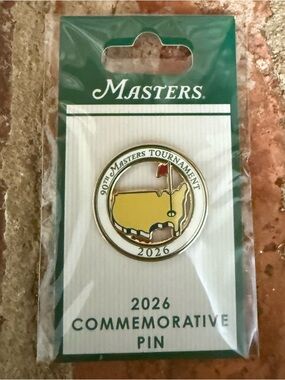 MASTERS
90TH MASTERS TOURNAMENT
2026
2026
COMMEMORATIVE
PIN